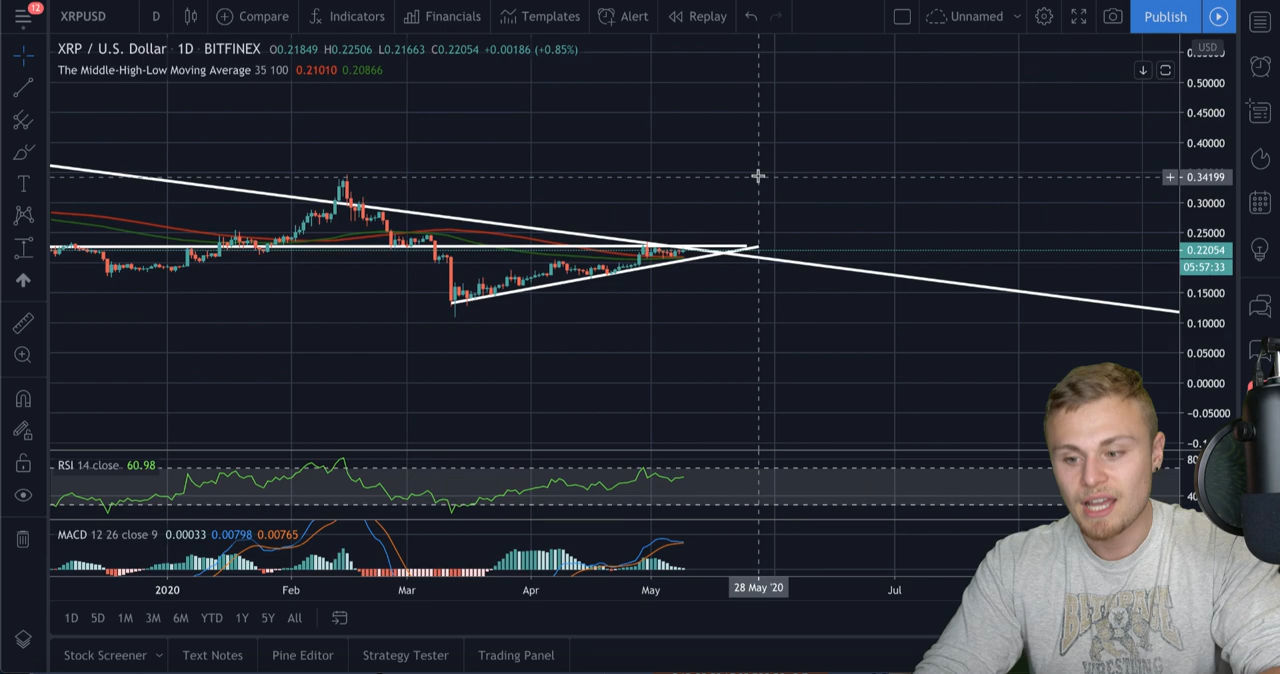 12
XRPUSD D Compare Indicators Financials Templates Alert Replay Unnamed Publish
XRP / U.S. Dollar 1D BITFINEX O0.21849 H0.22506 L0.21663 C0.22054 +0.00186 (+0.85%)
The Middle-High-Low Moving Average 35 100 0.21010 0.20866
USD
0.50000
0.45000
0.40000
0.34199
0.30000
0.25000
0.22054
05:57:33
0.15000
0.10000
0.05000
0.00000
-0.05000
RSI 14 close 60.98
80
40
MACD 12 26 close 9 0.00033 0.00798 0.00765
2020 Feb Mar Apr May 28 May '20 Jul
1D 5D 1M 3M 6M YTD 1Y 5Y All
Stock Screener Text Notes Pine Editor Strategy Tester Trading Panel
WRESTLING